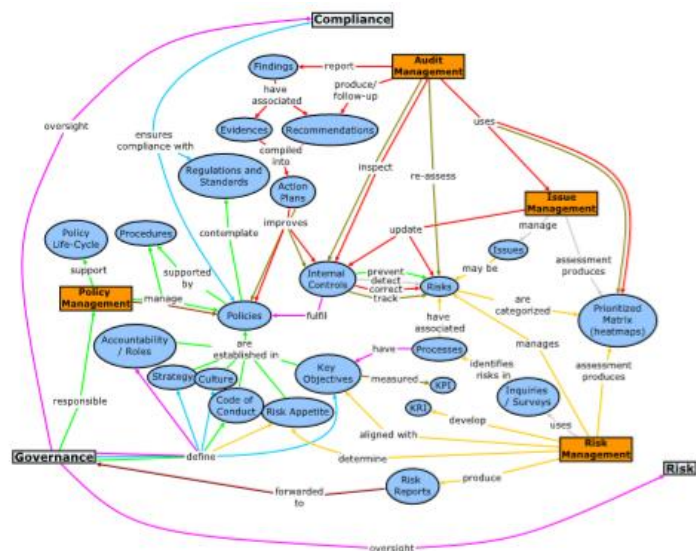 Compliance
Audit
Management
Findings
report
produce/
follow-up
have
associated
oversight
Evidences
Recommendations
ensures
compliance with
compiled
into
uses
inspect
Regulations and
Standards
Action
Plans
re-assess
Issue
Management
Policy
Life-Cycle
Procedures
contemplate
improves
update
manage
Issues
assessment
produces
support
supported
by
Internal
Controls
prevent
detect
correct
track
may be
Risks
Policy
Management
manage
Policies
fulfil
are
categorized
Prioritized
Matrix
(heatmaps)
have
associated
Accountability
/ Roles
are
established in
have
Processes
manages
assessment
produces
Strategy
Culture
Key
Objectives
measured
KPI
identifies
risks in
Inquiries
/ Surveys
Code of
Conduct
Risk Appetite
KRI
develop
uses
responsible
aligned with
Governance
define
determine
Risk
Management
Risk
Risk
Reports
produce
forwarded
to
oversight